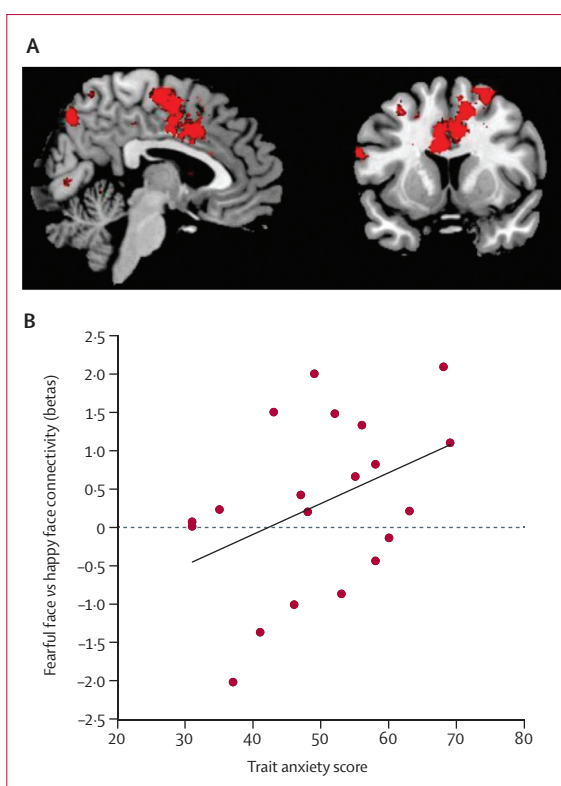 A
B
Fearful face vs happy face connectivity (betas)
2·5
2·0
1·5
1·0
0·5
0
–0·5
–1·0
–1·5
–2·0
–2·5
20 30 40 50 60 70 80
Trait anxiety score